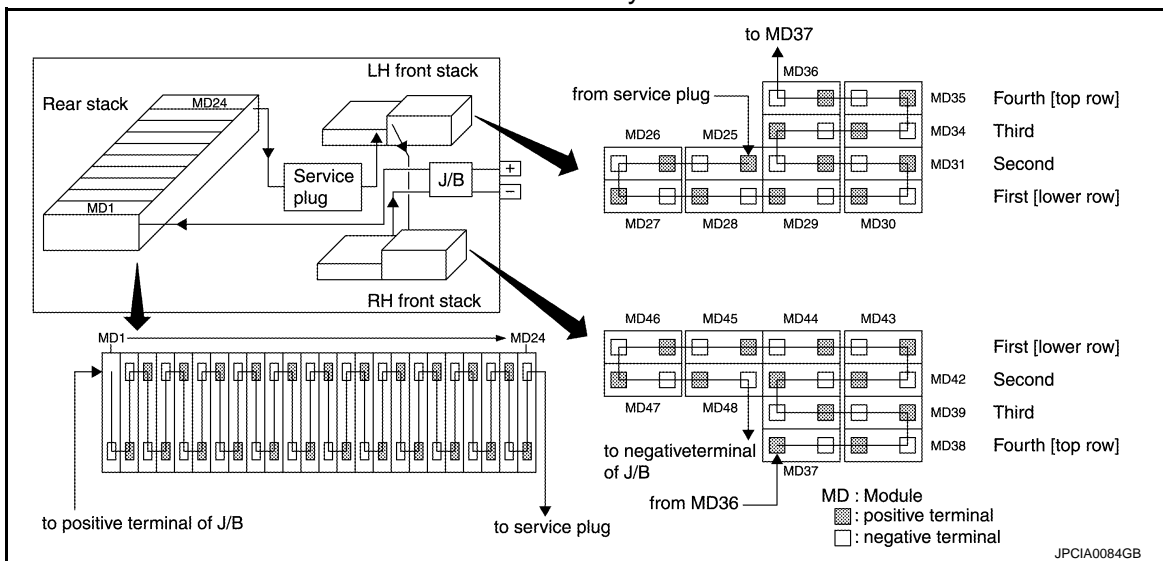 LH front stack
Rear stack
MD24
Service
plug
J/B
+
−
MD1
RH front stack
MD1
MD24
to positive terminal of J/B
to service plug
to MD37
MD36
from service plug
MD35 Fourth [top row]
MD26 MD25
MD34 Third
MD31 Second
First [lower row]
MD27 MD28 MD29 MD30
MD46 MD45 MD44 MD43
First [lower row]
MD42 Second
MD47 MD48
MD39 Third
MD38 Fourth [top row]
to negativeterminal
of J/B
MD37
from MD36
MD : Module
: positive terminal
: negative terminal
JPCIA0084GB